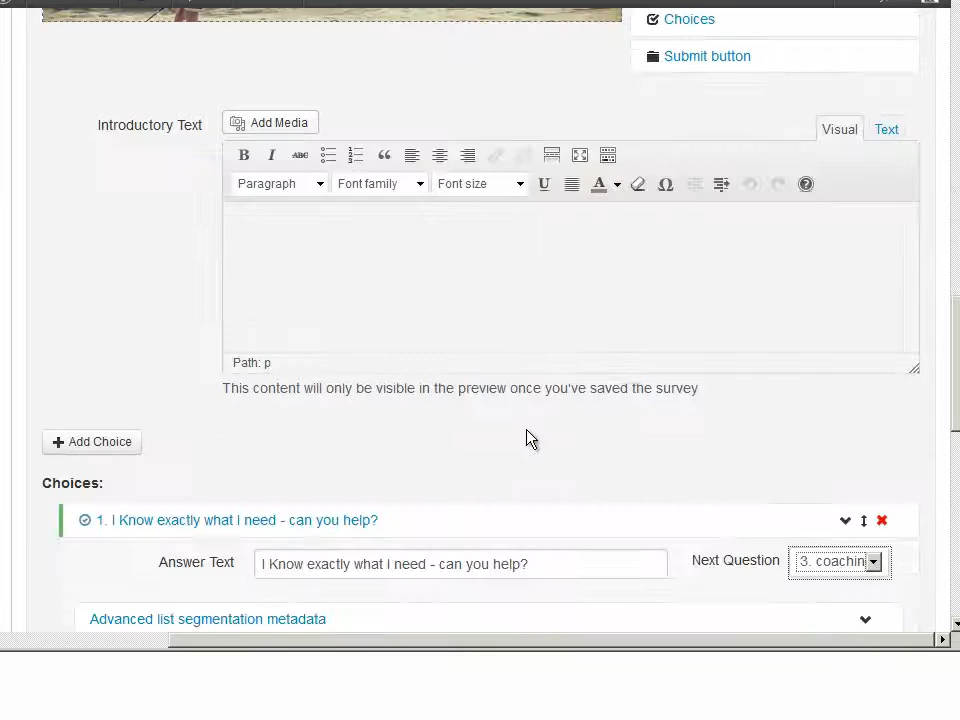 Choices
Submit button
Introductory Text
Add Media
Visual
Text
B I ABC
Paragraph
Font family
Font size
U
A
Ω
Path: p
This content will only be visible in the preview once you've saved the survey
Add Choice
Choices:
1. I Know exactly what I need - can you help?
Answer Text
I Know exactly what I need - can you help?
Next Question
3. coachin
Advanced list segmentation metadata